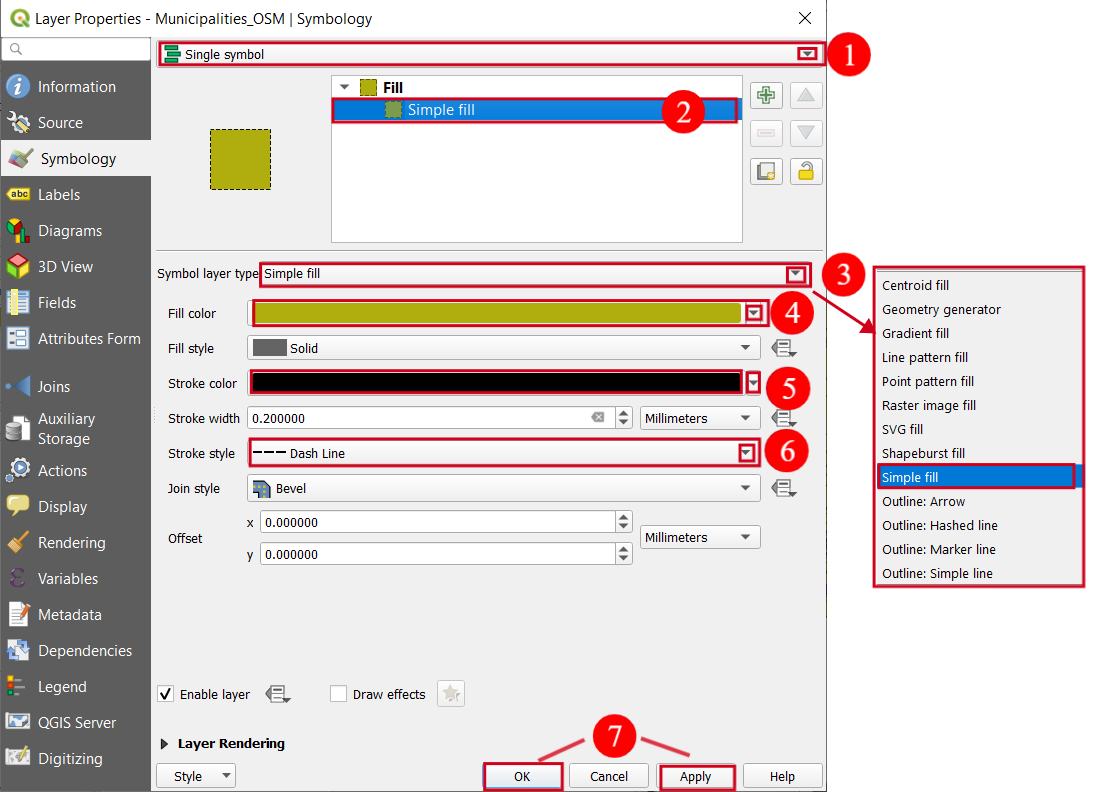 Layer Properties - Municipalities_OSM | Symbology
Single symbol
1
Information
Source
Symbology
abc Labels
Diagrams
3D View
Fields
Attributes Form
Joins
Auxiliary
Storage
Actions
Display
Rendering
Variables
Metadata
Dependencies
Legend
QGIS Server
Digitizing
Fill
Simple fill
2
Symbol layer type Simple fill
3
Fill color
4
Fill style Solid
Stroke color
5
Stroke width 0.200000 Millimeters
Stroke style Dash Line
6
Join style Bevel
Offset
x 0.000000
Millimeters
y 0.000000
Centroid fill
Geometry generator
Gradient fill
Line pattern fill
Point pattern fill
Raster image fill
SVG fill
Shapeburst fill
Simple fill
Outline: Arrow
Outline: Hashed line
Outline: Marker line
Outline: Simple line
Enable layer
Draw effects
Layer Rendering
7
Style
OK
Cancel
Apply
Help